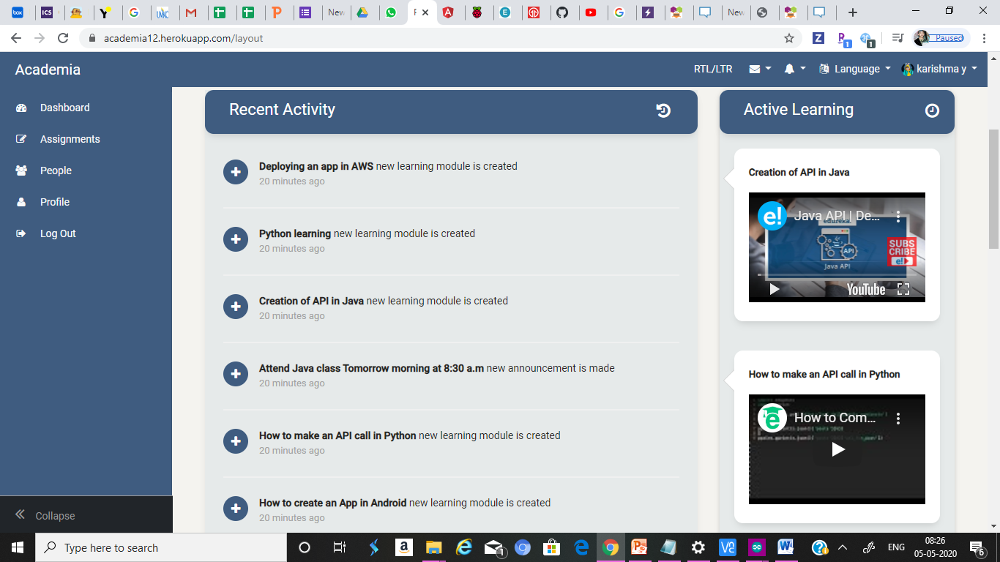 New
New
academia12.herokuapp.com/layout
Paused
1
1
Academia
RTL/LTR
Language
karishma y
Dashboard
Assignments
People
Profile
Log Out
Collapse
Recent Activity
Deploying an app in AWS new learning module is created
20 minutes ago
Python learning new learning module is created
20 minutes ago
Creation of API in Java new learning module is created
20 minutes ago
Attend Java class Tomorrow morning at 8:30 a.m new announcement is made
20 minutes ago
How to make an API call in Python new learning module is created
20 minutes ago
How to create an App in Android new learning module is created
20 minutes ago
Active Learning
Creation of API in Java
e!
Java API | De...
edureka!
API
SUBS
CRIBE
e!
Java API
YouTube
How to make an API call in Python
How to Com...
Type here to search
ENG
08:26
05-05-2020
6